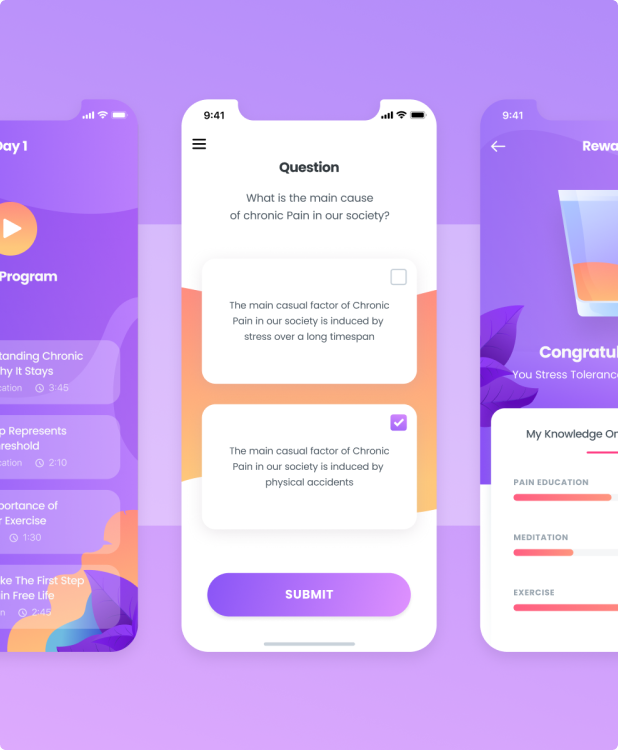 Day 1
Program
tanding Chronic
hy It Stays
cation 3:45
p Represents
reshold
cation 2:10
portance of
r Exercise
1:30
ke The First Step
in Free Life
n 2:45
9:41
Question
What is the main cause
of chronic Pain in our society?
The main casual factor of Chronic
Pain in our society is induced by
stress over a long timespan
The main casual factor of Chronic
Pain in our society is induced by
physical accidents
SUBMIT
9:41
Rewa
Congratul
You Stress Tolerance
My Knowledge Or
PAIN EDUCATION
MEDITATION
EXERCISE